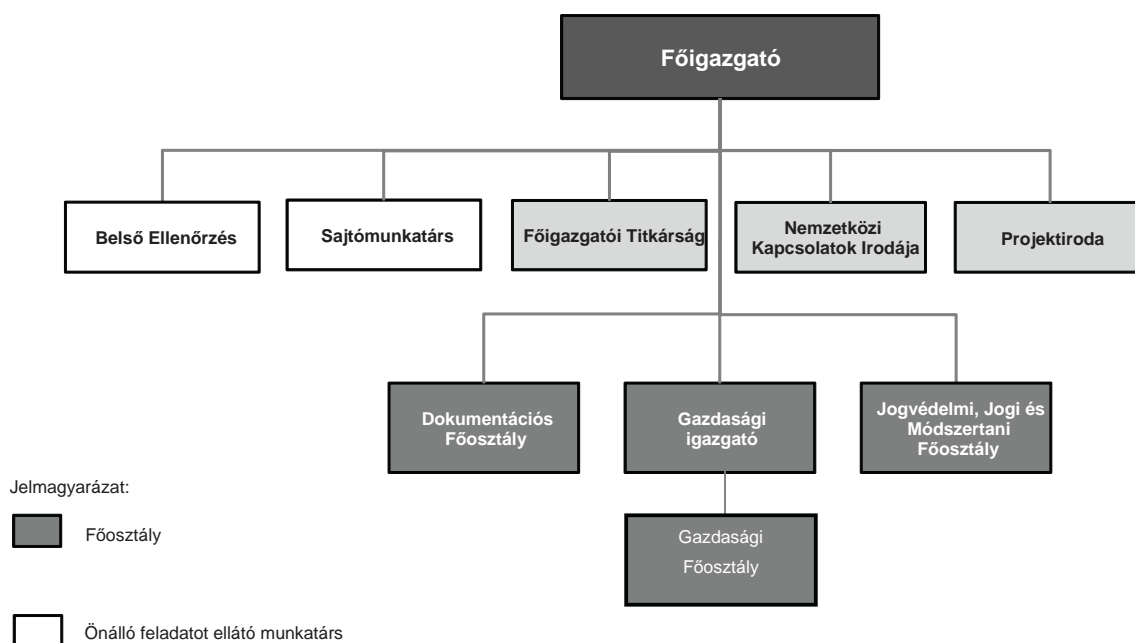 Főigazgató
Belső Ellenőrzés
Sajtómunkatárs
Főigazgatói Titkárság
Nemzetközi
Kapcsolatok Irodája
Projektiroda
Dokumentációs
Főosztály
Gazdasági
igazgató
Jogvédelmi, Jogi és
Módszertani
Főosztály
Gazdasági
Főosztály
Jelmagyarázat:
Főosztály
Önálló feladatot ellátó munkatárs